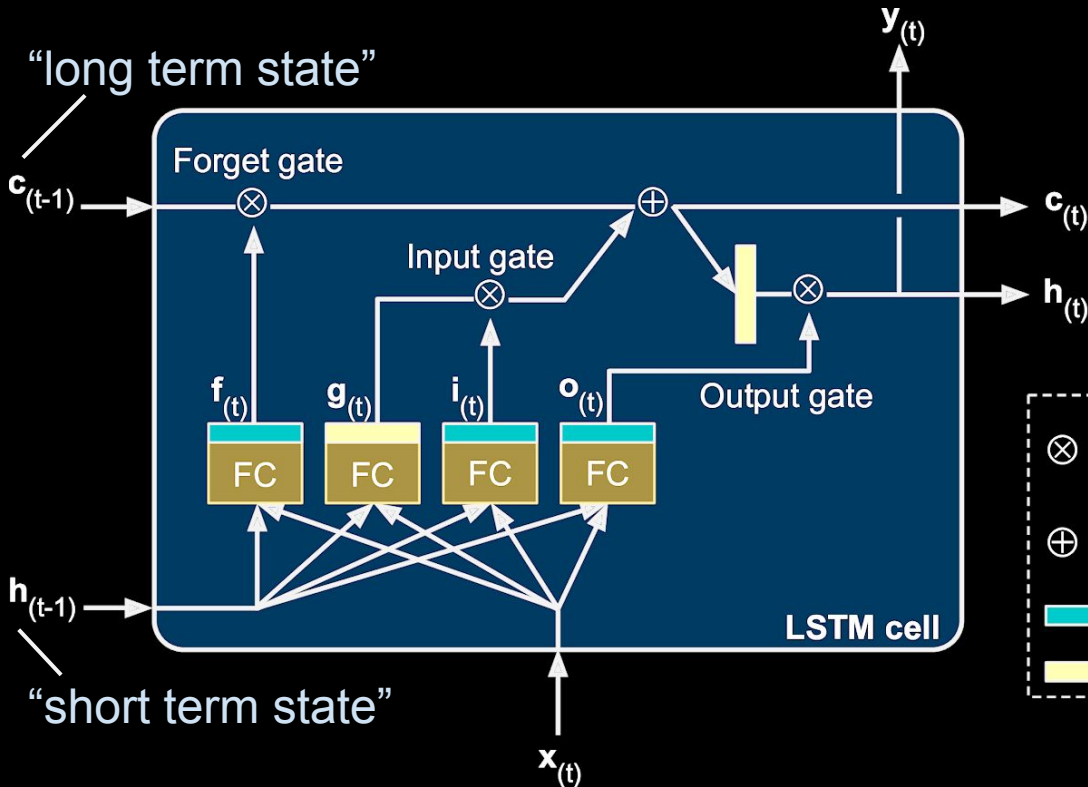 y(t)
“long term state”
Forget gate
c(t-1)
c(t)
Input gate
h(t)
f(t) g(t) i(t) o(t)
Output gate
FC FC FC FC
⊗
⊕
h(t-1)
LSTM cell
“short term state”
x(t)